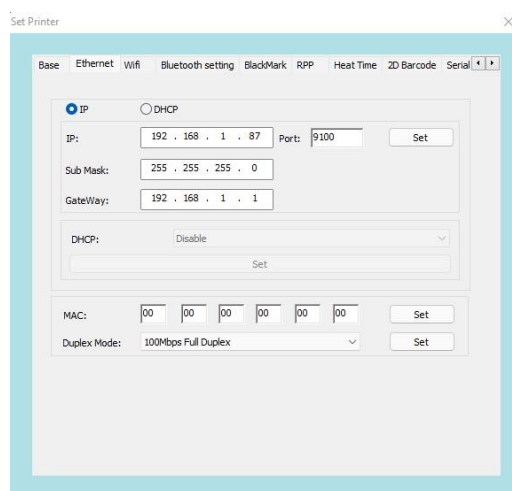 Set Printer
Base Ethernet Wifi Bluetooth setting BlackMark RPP Heat Time 2D Barcode Serial
IP DHCP
IP: 192 . 168 . 1 . 87 Port: 9100 Set
Sub Mask: 255 . 255 . 255 . 0
GateWay: 192 . 168 . 1 . 1
DHCP: Disable
Set
MAC: 00 00 00 00 00 00 Set
Duplex Mode: 100Mbps Full Duplex Set